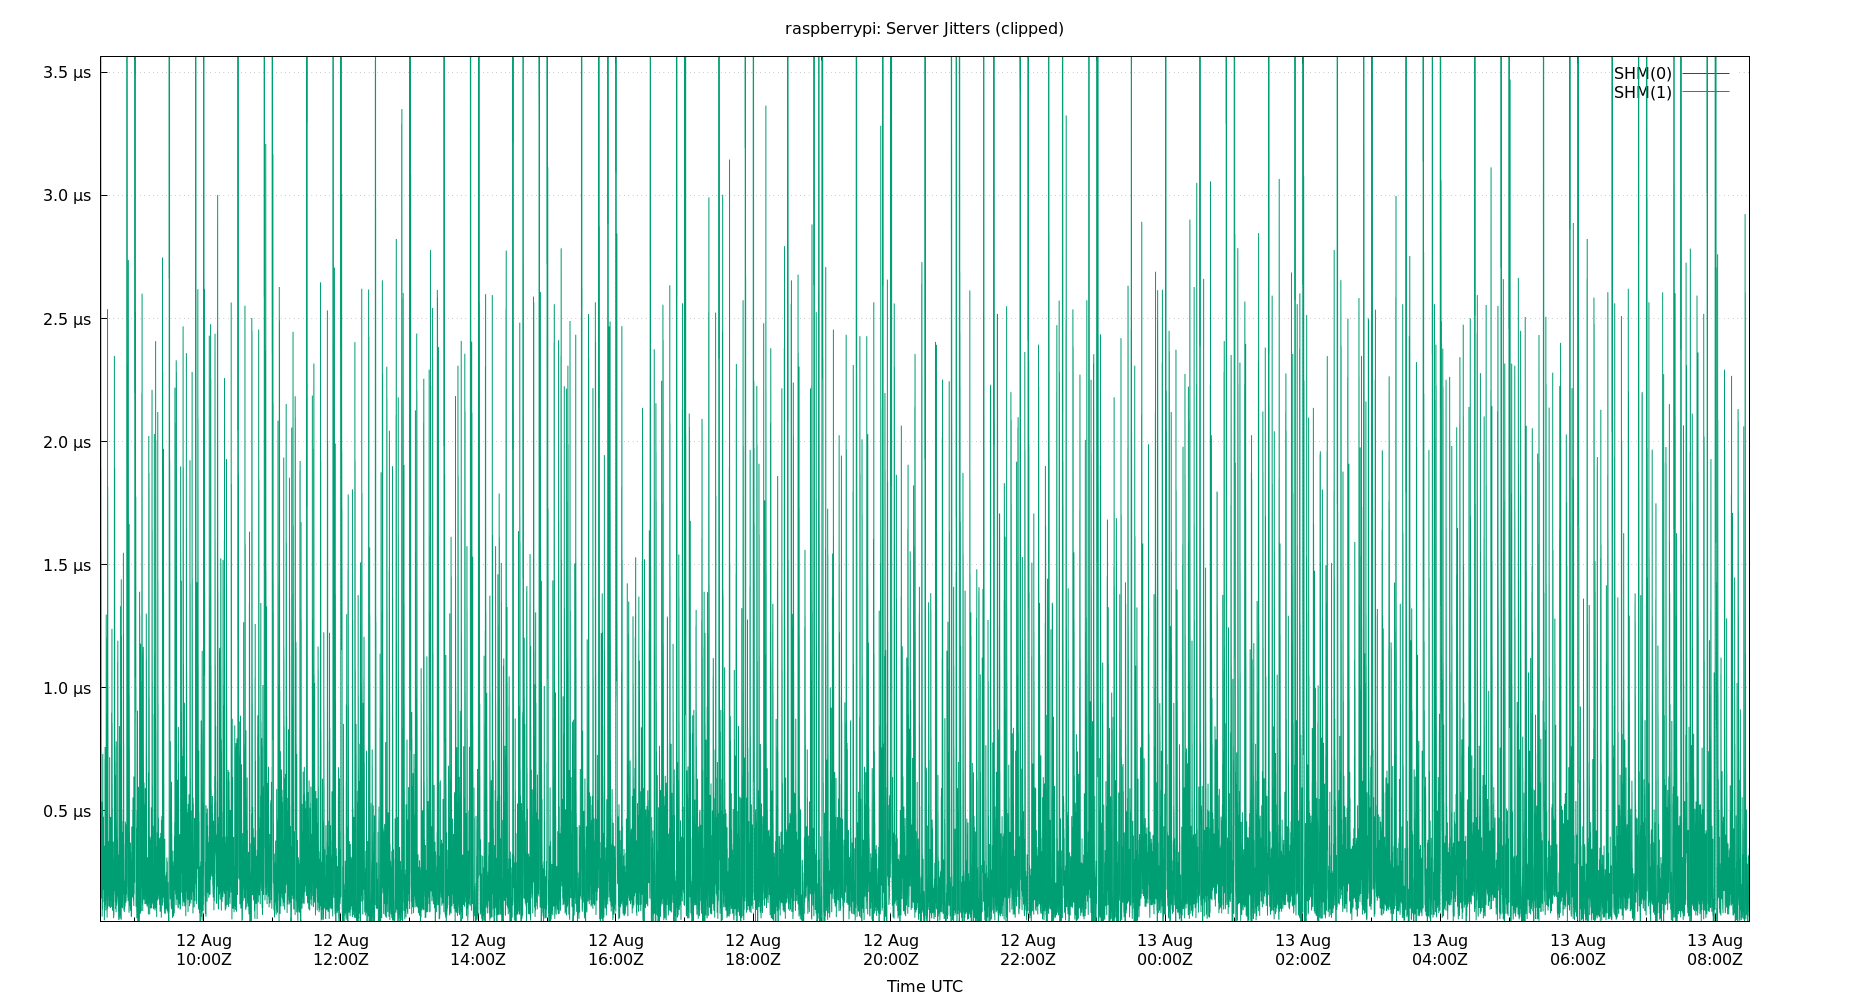 raspberrypi: Server Jitters (clipped)
3.5 µs
3.0 µs
2.5 µs
2.0 µs
1.5 µs
1.0 µs
0.5 µs
SHM(0)
SHM(1)
12 Aug 12 Aug 12 Aug 12 Aug 12 Aug 12 Aug 12 Aug 13 Aug 13 Aug 13 Aug 13 Aug 13 Aug
10:00Z 12:00Z 14:00Z 16:00Z 18:00Z 20:00Z 22:00Z 00:00Z 02:00Z 04:00Z 06:00Z 08:00Z
Time UTC